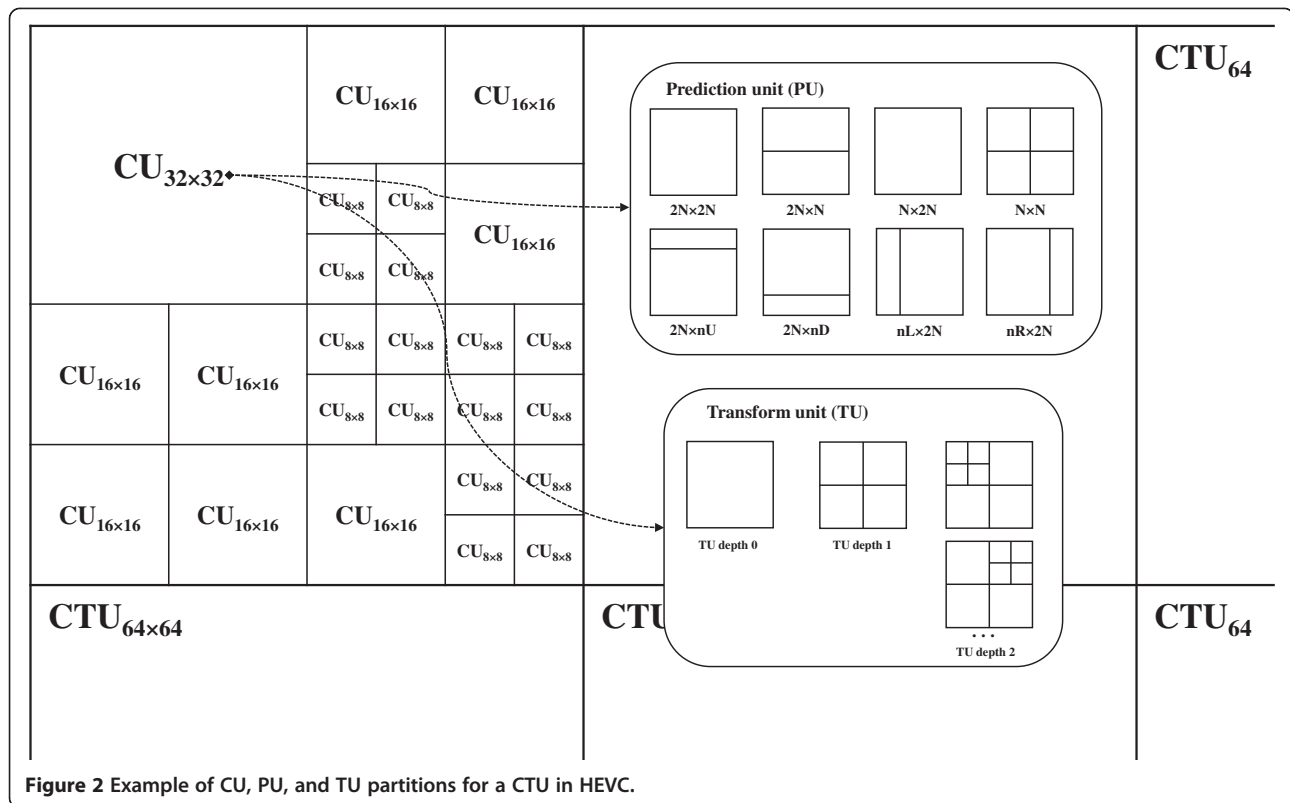 CU16×16 CU16×16 CTU64
Prediction unit (PU)
CU32×32
CU8×8 CU8×8
2N×2N 2N×N N×2N N×N
CU16×16
CU8×8 CU8×8
CU8×8 CU8×8 CU8×8 CU8×8
2N×nU 2N×nD nL×2N nR×2N
CU16×16 CU16×16
CU8×8 CU8×8 CU8×8 CU8×8
Transform unit (TU)
CU8×8 CU8×8
CU16×16 CU16×16 CU16×16
TU depth 0 TU depth 1
CU8×8 CU8×8
CTU64×64 CTU CTU64
...
TU depth 2
Figure 2 Example of CU, PU, and TU partitions for a CTU in HEVC.